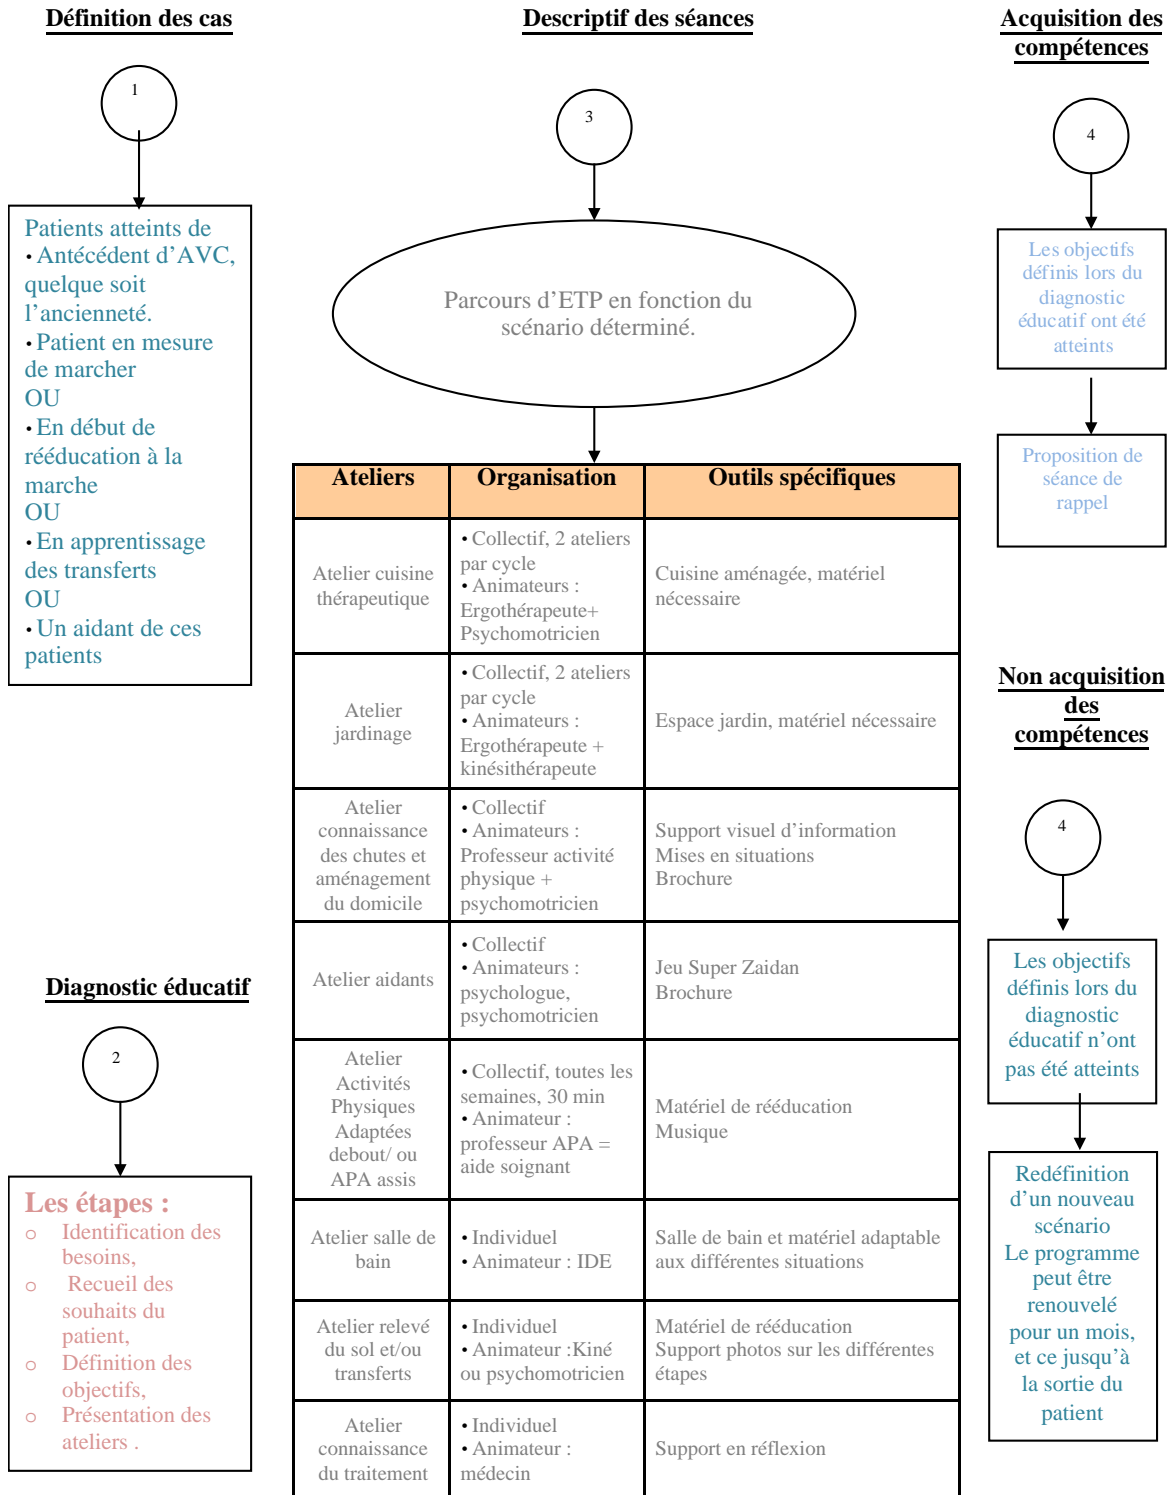 Définition des cas
1
Patients atteints de
• Antécédent d’AVC,
quelque soit
l’ancienneté.
• Patient en mesure
de marcher
OU
• En début de
rééducation à la
marche
OU
• En apprentissage
des transferts
OU
• Un aidant de ces
patients
Diagnostic éducatif
2
Les étapes :
o Identification des
besoins,
o Recueil des
souhaits du
patient,
o Définition des
objectifs,
o Présentation des
ateliers .
Descriptif des séances
3
Parcours d’ETP en fonction du
scénario déterminé.
Ateliers Organisation Outils spécifiques
Atelier cuisine
thérapeutique
• Collectif, 2 ateliers
par cycle
• Animateurs :
Ergothérapeute+
Psychomotricien
Cuisine aménagée, matériel
nécessaire
Atelier
jardinage
• Collectif, 2 ateliers
par cycle
• Animateurs :
Ergothérapeute +
kinésithérapeute
Espace jardin, matériel nécessaire
Atelier
connaissance
des chutes et
aménagement
du domicile
• Collectif
• Animateurs :
Professeur activité
physique +
psychomotricien
Support visuel d’information
Mises en situations
Brochure
Atelier aidants
• Collectif
• Animateurs :
psychologue,
psychomotricien
Jeu Super Zaidan
Brochure
Atelier
Activités
Physiques
Adaptées
debout/ ou
APA assis
• Collectif, toutes les
semaines, 30 min
• Animateur :
professeur APA =
aide soignant
Matériel de rééducation
Musique
Atelier salle de
bain
• Individuel
• Animateur : IDE
Salle de bain et matériel adaptable
aux différentes situations
Atelier relevé
du sol et/ou
transferts
• Individuel
• Animateur :Kiné
ou psychomotricien
Matériel de rééducation
Support photos sur les différentes
étapes
Atelier
connaissance
du traitement
• Individuel
• Animateur :
médecin
Support en réflexion
Acquisition des
compétences
4
Les objectifs
définis lors du
diagnostic
éducatif ont été
atteints
Proposition de
séance de
rappel
Non acquisition
des
compétences
4
Les objectifs
définis lors du
diagnostic
éducatif n’ont
pas été atteints
Redéfinition
d’un nouveau
scénario
Le programme
peut être
renouvelé
pour un mois,
et ce jusqu’à
la sortie du
patient